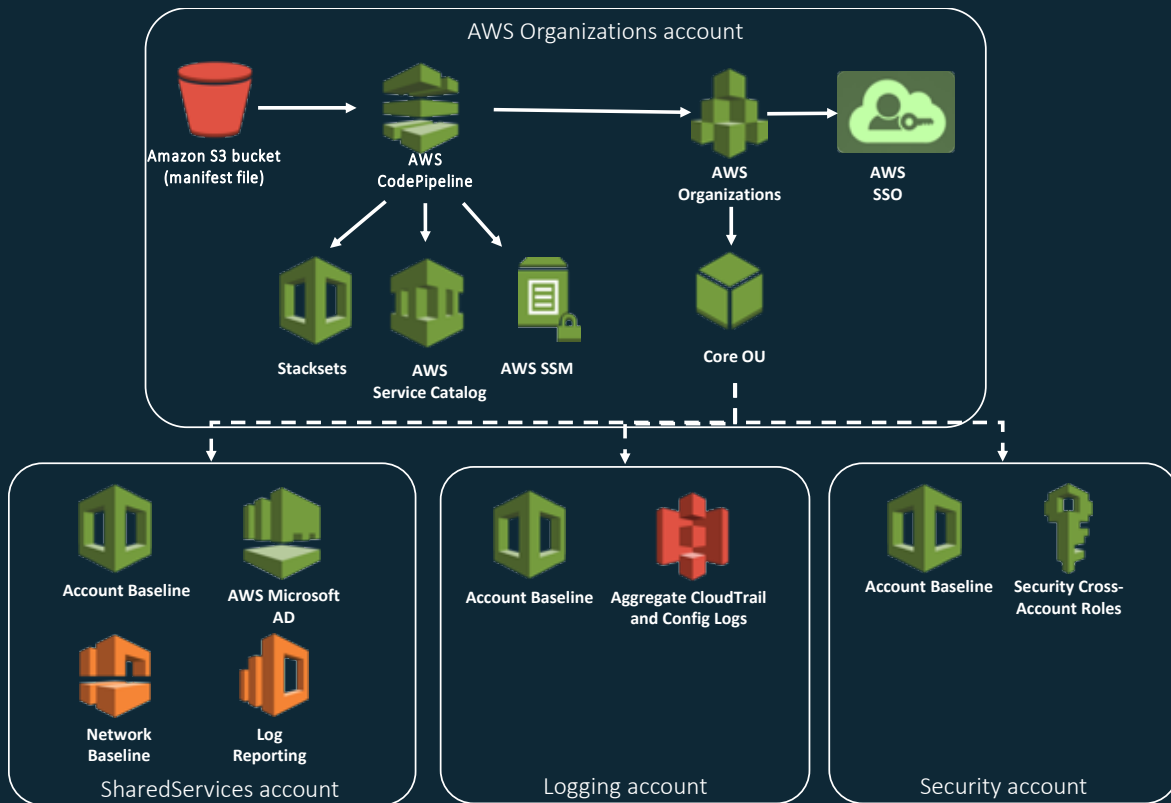 AWS Organizations account
Amazon S3 bucket
(manifest file)
AWS
CodePipeline
AWS
Organizations
AWS
SSO
Stacksets
AWS
Service Catalog
AWS SSM
Core OU
Account Baseline
AWS Microsoft
AD
Network
Baseline
Log
Reporting
SharedServices account
Account Baseline
Aggregate CloudTrail
and Config Logs
Logging account
Account Baseline
Security Cross-
Account Roles
Security account